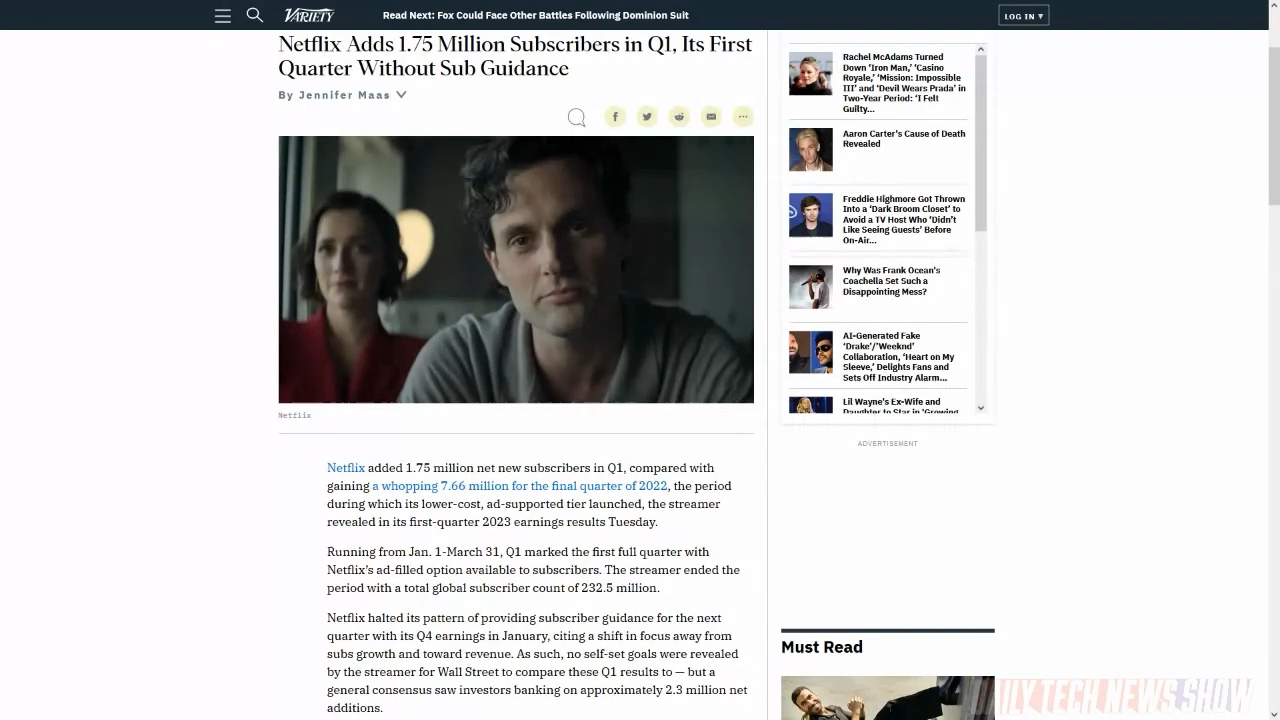 VARIETY
Read Next: Fox Could Face Other Battles Following Dominion Suit
LOG IN ▾
Netflix Adds 1.75 Million Subscribers in Q1, Its First
Quarter Without Sub Guidance
By Jennifer Maas
Netflix
Netflix added 1.75 million net new subscribers in Q1, compared with
gaining a whopping 7.66 million for the final quarter of 2022, the period
during which its lower-cost, ad-supported tier launched, the streamer
revealed in its first-quarter 2023 earnings results Tuesday.
Running from Jan. 1-March 31, Q1 marked the first full quarter with
Netflix's ad-filled option available to subscribers. The streamer ended the
period with a total global subscriber count of 232.5 million.
Netflix halted its pattern of providing subscriber guidance for the next
quarter with its Q4 earnings in January, citing a shift in focus away from
subs growth and toward revenue. As such, no self-set goals were revealed
by the streamer for Wall Street to compare these Q1 results to — but a
general consensus saw investors banking on approximately 2.3 million net
additions.
Rachel McAdams Turned
Down 'Iron Man,' 'Casino
Royale,' 'Mission: Impossible
III' and 'Devil Wears Prada' in
Two-Year Period: 'I Felt
Guilty...
Aaron Carter's Cause of Death
Revealed
Freddie Highmore Got Thrown
Into a 'Dark Broom Closet' to
Avoid a TV Host Who 'Didn't
Like Seeing Guests' Before
On-Air...
Why Was Frank Ocean's
Coachella Set Such a
Disappointing Mess?
AI-Generated Fake
'Drake'/'Weeknd'
Collaboration, 'Heart on My
Sleeve,' Delights Fans and
Sets Off Industry Alarm...
Lil Wayne's Ex-Wife and
Daughter to Star in 'Growing
ADVERTISEMENT
Must Read
DAILY TECH NEWS SHOW